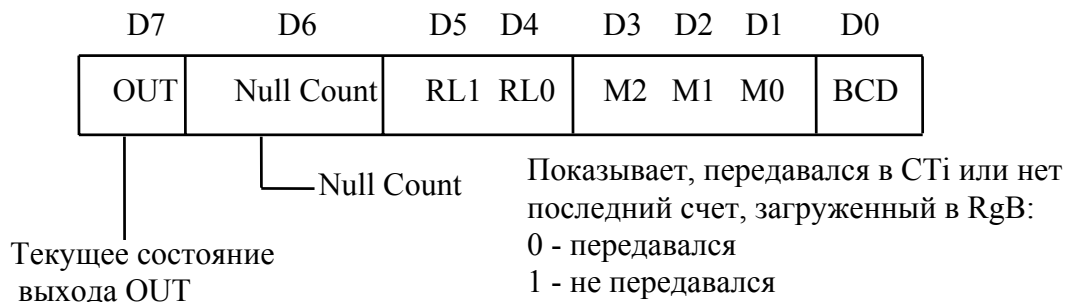 D7 D6 D5 D4 D3 D2 D1 D0
OUT Null Count RL1 RL0 M2 M1 M0 BCD
Null Count
Показывает, передавался в CTi или нет
последний счет, загруженный в RgB:
0 - передавался
1 - не передавался
Текущее состояние
выхода OUT